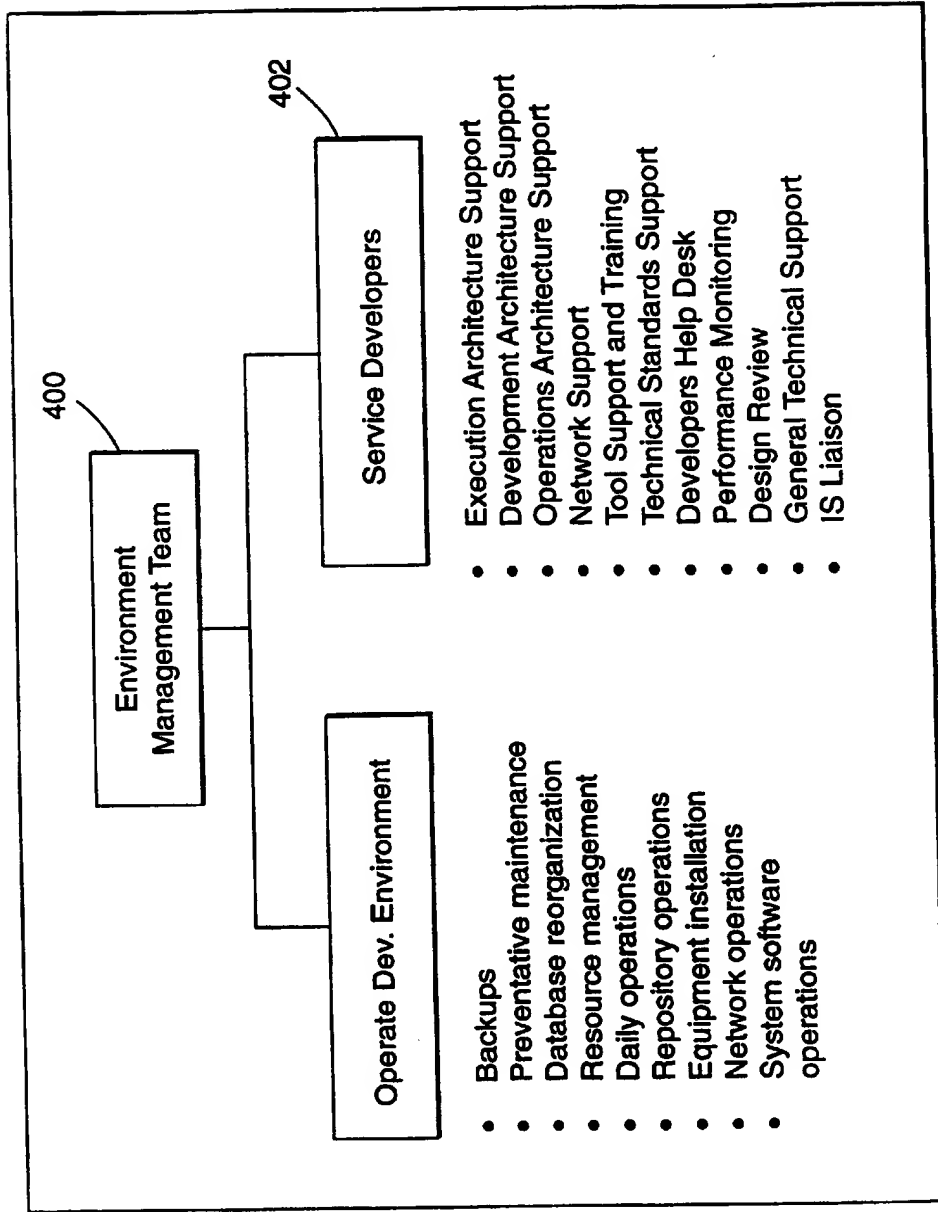 400
Environment
Management Team
Operate Dev. Environment
• Backups
• Preventative maintenance
• Database reorganization
• Resource management
• Daily operations
• Repository operations
• Equipment installation
• Network operations
• System software
operations
402
Service Developers
• Execution Architecture Support
• Development Architecture Support
• Operations Architecture Support
• Network Support
• Tool Support and Training
• Technical Standards Support
• Developers Help Desk
• Performance Monitoring
• Design Review
• General Technical Support
• IS Liaison